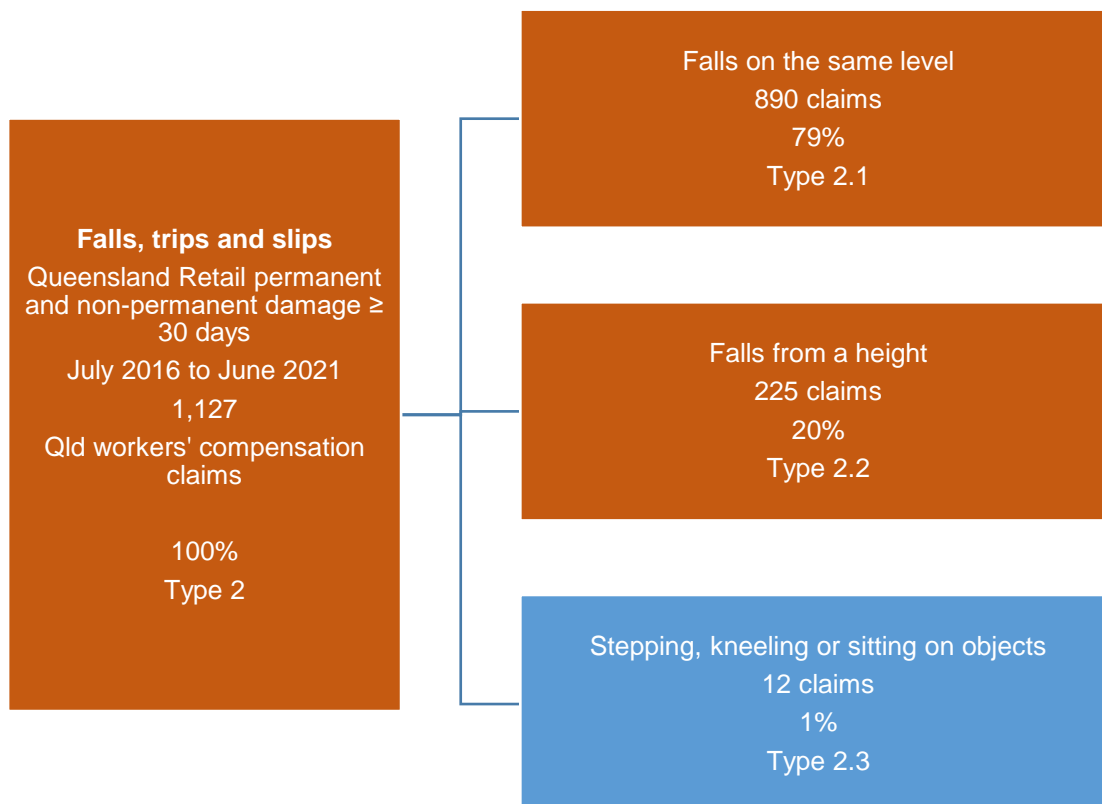 Falls, trips and slips
Queensland Retail permanent
and non-permanent damage ≥
30 days
July 2016 to June 2021
1,127
Qld workers' compensation
claims
100%
Type 2
Falls on the same level
890 claims
79%
Type 2.1
Falls from a height
225 claims
20%
Type 2.2
Stepping, kneeling or sitting on objects
12 claims
1%
Type 2.3